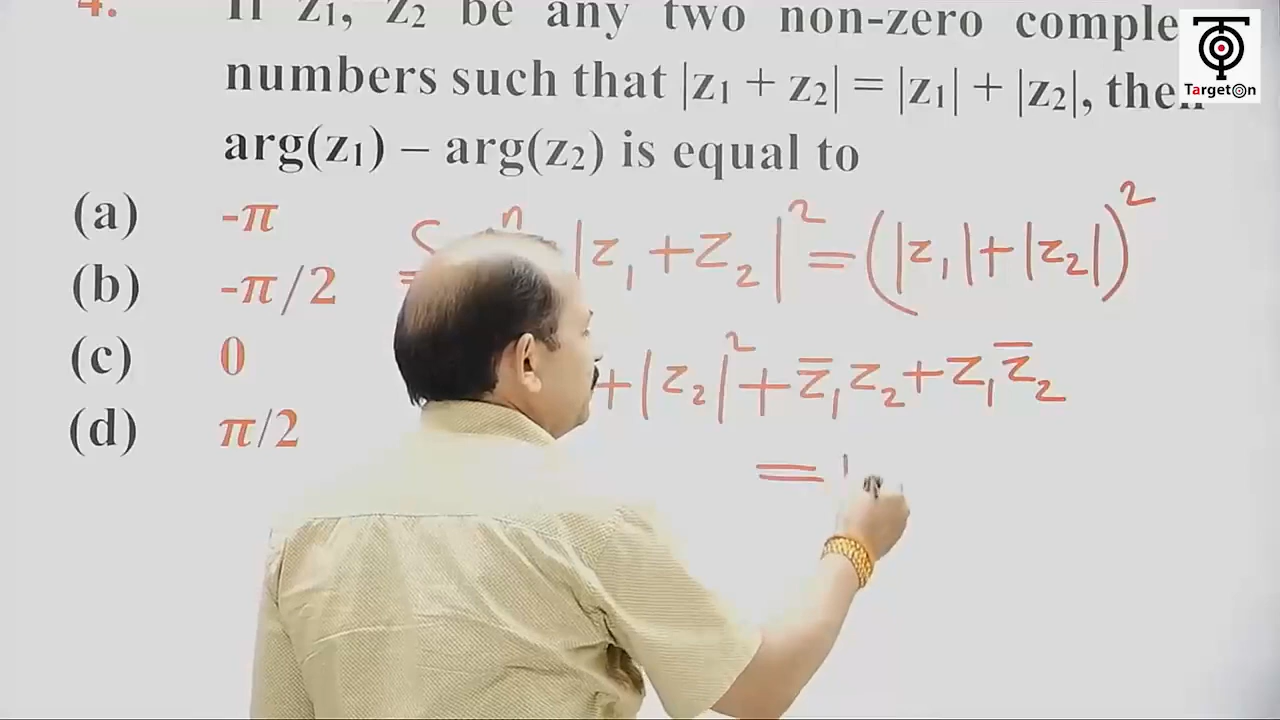 4. If z₁, z₂ be any two non-zero
numbers such that |z₁ + z₂| = |z₁| + |z₂|,
arg(z₁) – arg(z₂) is equal to
(a) -π
(b) -π/2
(c) 0
(d) π/2
|z₁+z₂|² = (|z₁|+|z₂|)²
+|z₂|²+z̄₁z₂+z₁z̄₂
=
TargetOn